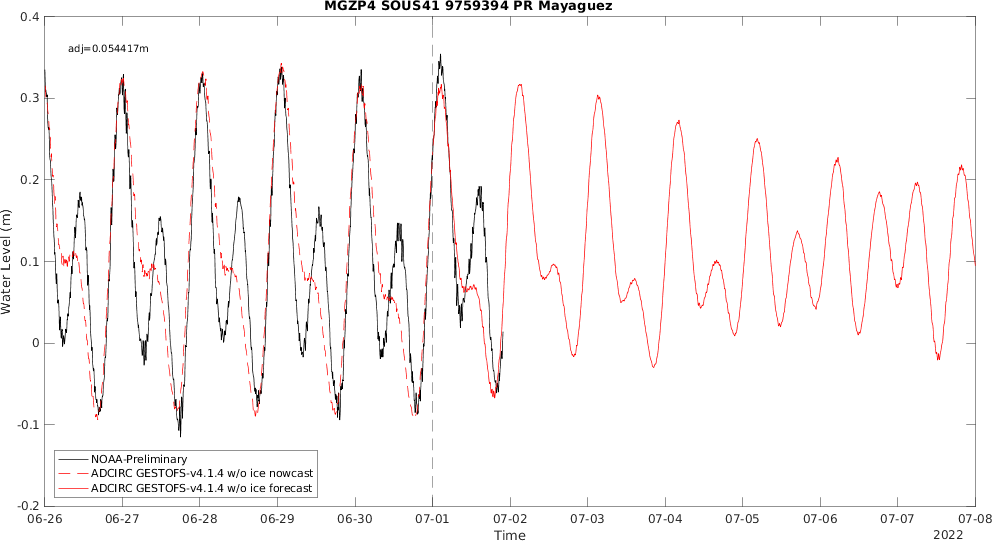 MGZP4 SOUS41 9759394 PR Mayaguez
adj=0.054417m
Water Level (m)
0.4
0.3
0.2
0.1
0
-0.1
-0.2
NOAA-Preliminary
ADCIRC GESTOFS-v4.1.4 w/o ice nowcast
ADCIRC GESTOFS-v4.1.4 w/o ice forecast
06-26 06-27 06-28 06-29 06-30 07-01 07-02 07-03 07-04 07-05 07-06 07-07 07-08
Time
2022